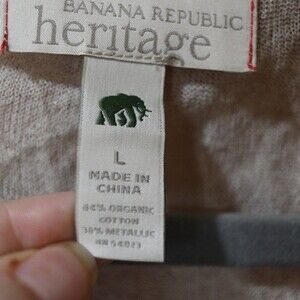 BANANA REPUBLIC
heritage
L
MADE IN
CHINA
ORGANIC
COTTON
METALLIC
RN 54023